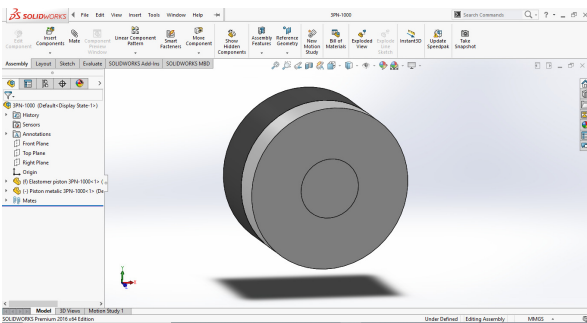 SOLIDWORKS File Edit View Insert Tools Window Help 3PN-1000 Search Commands
Edit Component
Insert Components
Mate
Component Preview Window
Linear Component Pattern
Smart Fasteners
Move Component
Show Hidden Components
Assembly Features
Reference Geometry
New Motion Study
Bill of Materials
Exploded View
Explode Line Sketch
Instant3D
Update Speedpak
Take Snapshot
Assembly Layout Sketch Evaluate SOLIDWORKS Add-Ins SOLIDWORKS MBD
3PN-1000 (Default<Display State-1>)
History
Sensors
Annotations
Front Plane
Top Plane
Right Plane
Origin
(f) Elastomer piston 3PN-1000<1> (
(-) Piston metalic 3PN-1000<1> (De
Mates
Model 3D Views Motion Study 1
SOLIDWORKS Premium 2016 x64 Edition Under Defined Editing Assembly MMGS